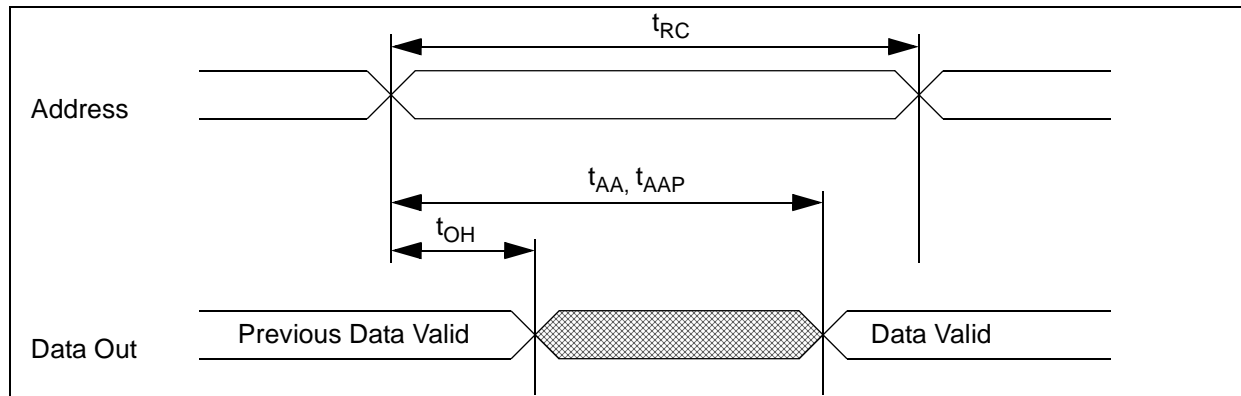 tRC
Address
tAA, tAAP
tOH
Previous Data Valid
Data Valid
Data Out